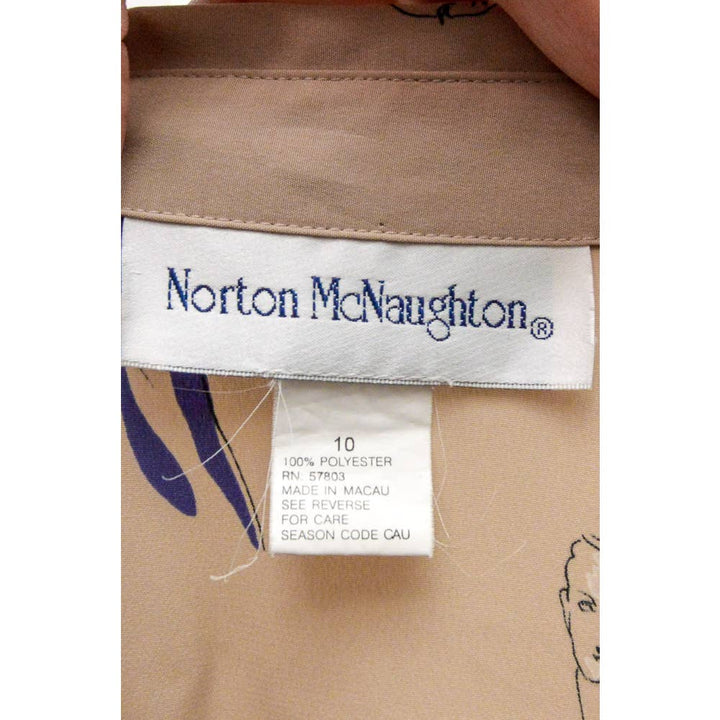 Norton McNaughton®
10
100% POLYESTER
RN: 57803
MADE IN MACAU
SEE REVERSE
FOR CARE
SEASON CODE CAU